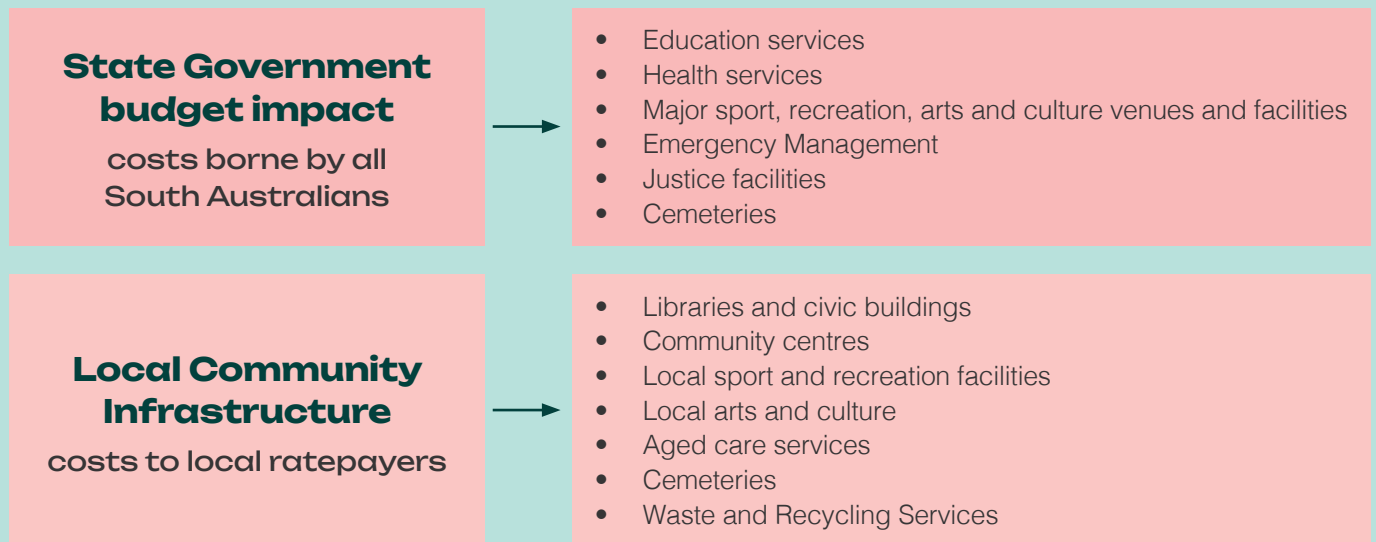 State Government
budget impact
costs borne by all
South Australians
• Education services
• Health services
• Major sport, recreation, arts and culture venues and facilities
• Emergency Management
• Justice facilities
• Cemeteries
Local Community
Infrastructure
costs to local ratepayers
• Libraries and civic buildings
• Community centres
• Local sport and recreation facilities
• Local arts and culture
• Aged care services
• Cemeteries
• Waste and Recycling Services